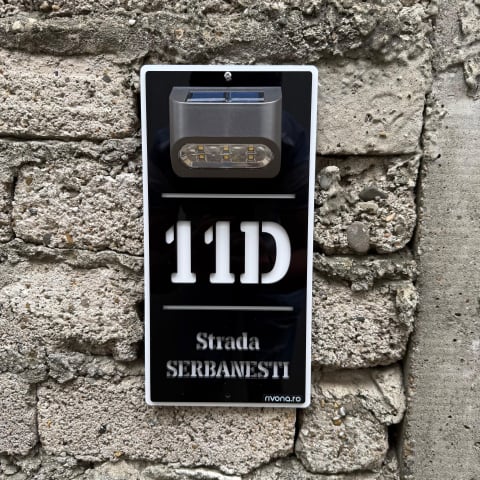 11D
Strada
SERBANESTI
rivona.ro